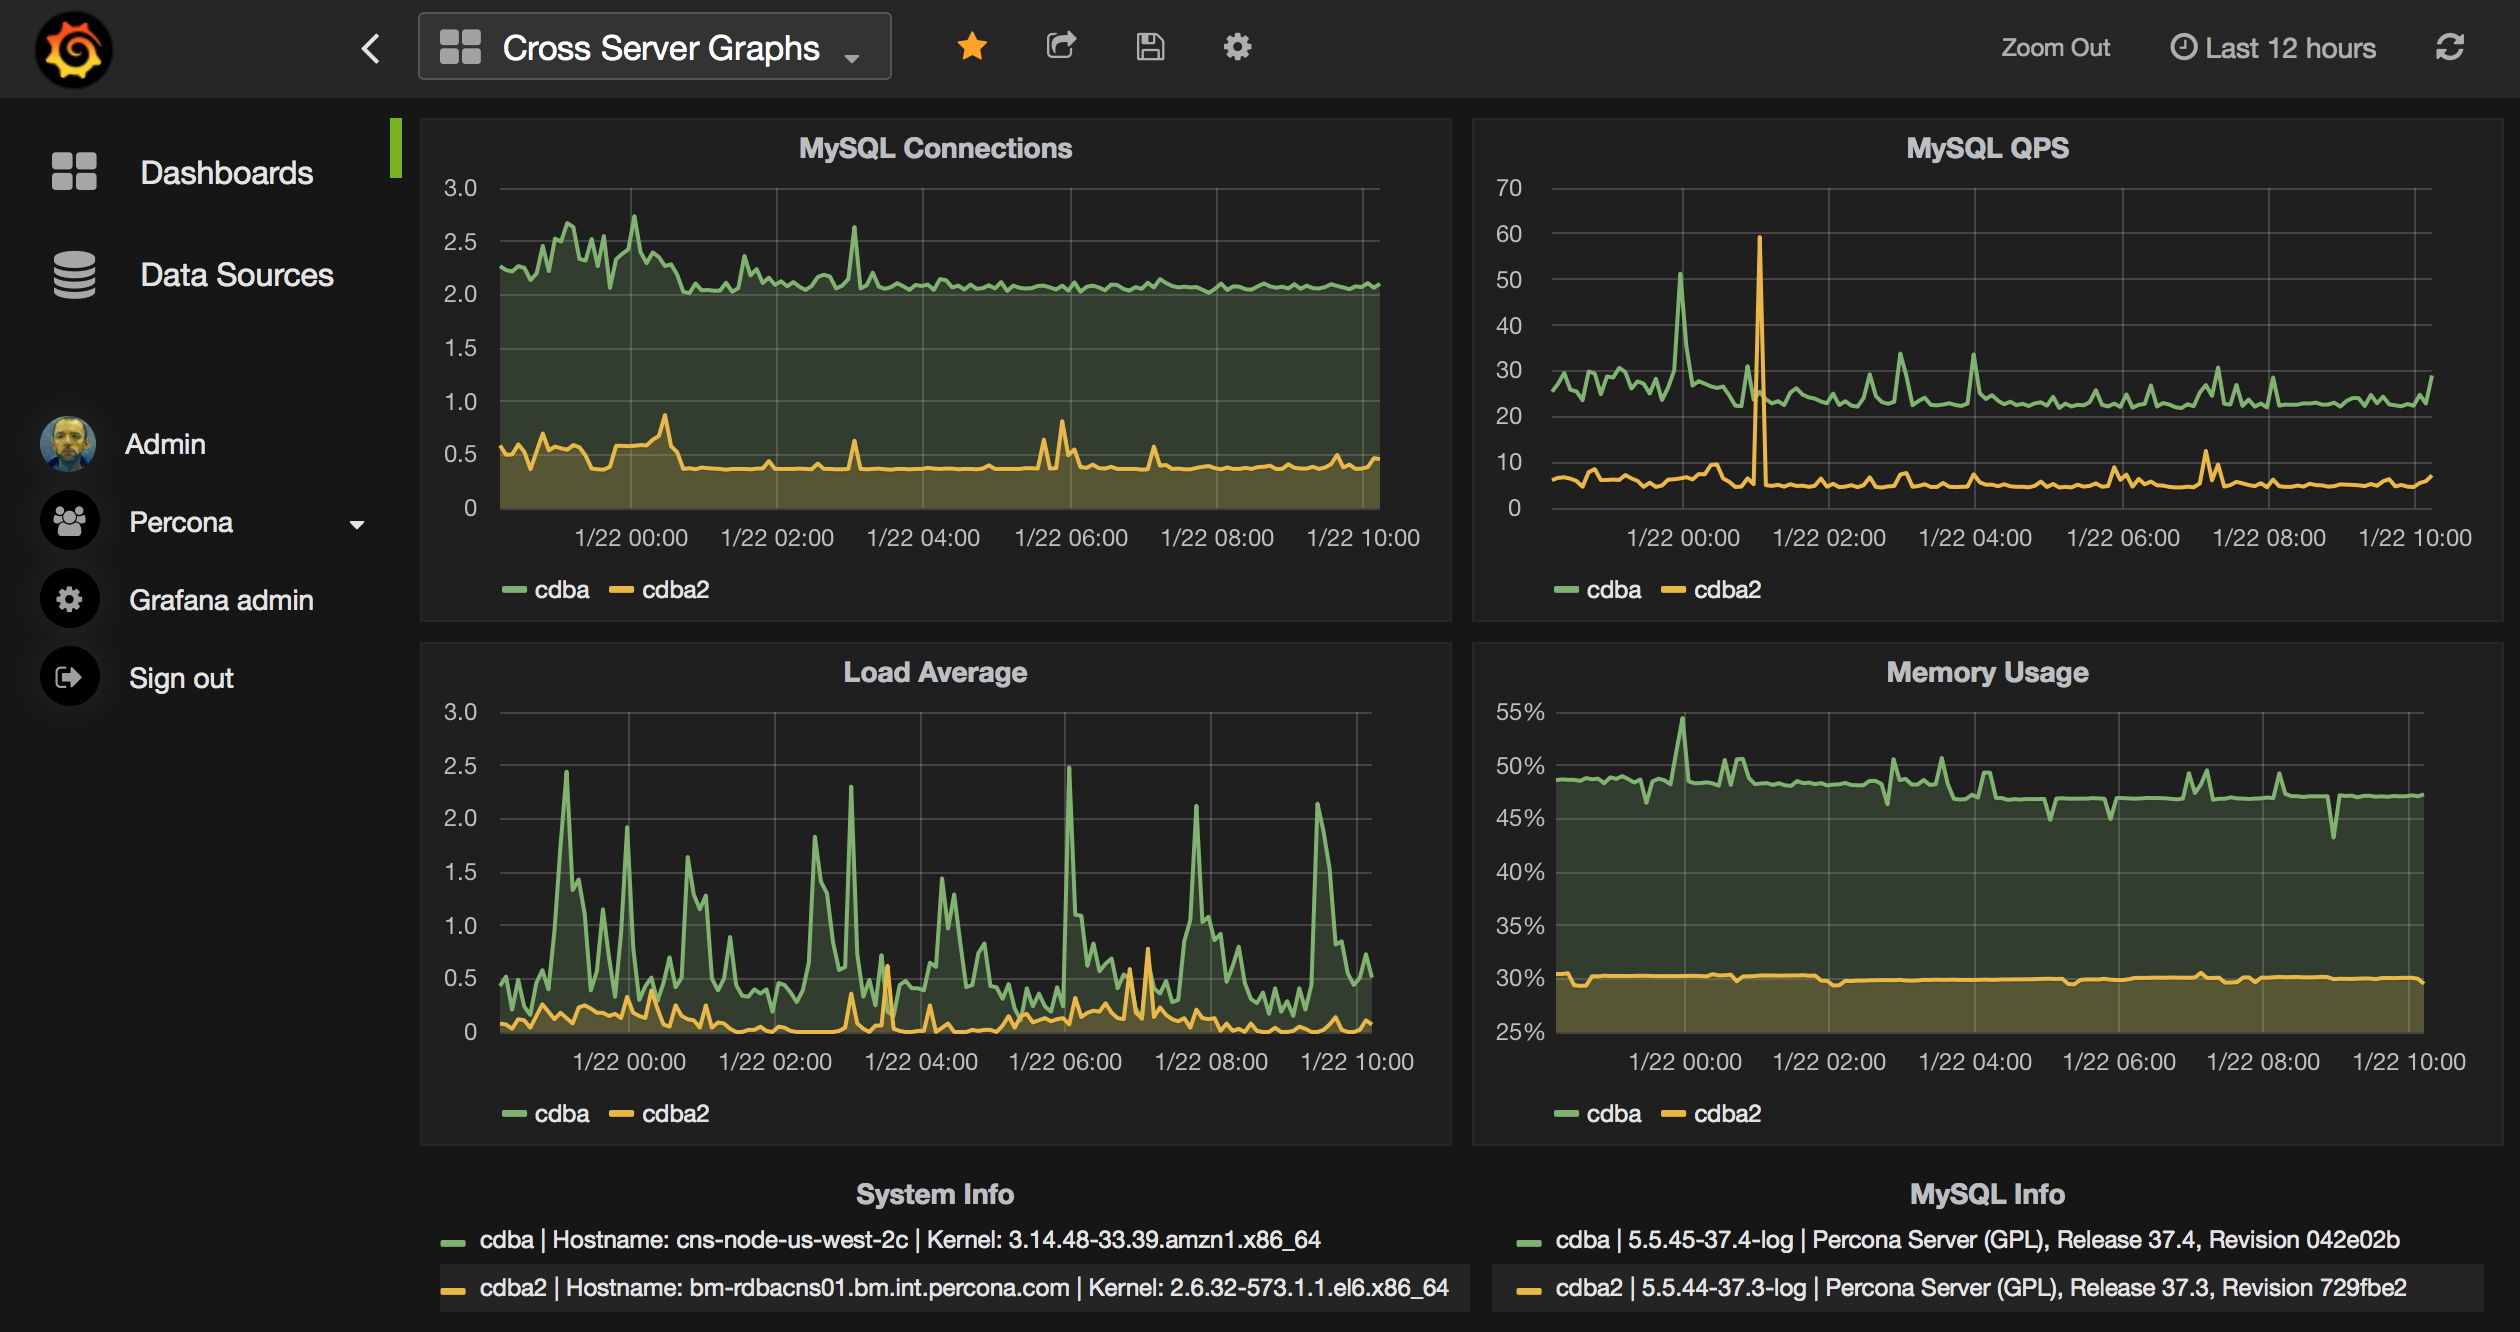 Cross Server Graphs
Zoom Out
Last 12 hours
Dashboards
Data Sources
Admin
Percona
Grafana admin
Sign out
MySQL Connections
3.0
2.5
2.0
1.5
1.0
0.5
0
1/22 00:00 1/22 02:00 1/22 04:00 1/22 06:00 1/22 08:00 1/22 10:00
cdba cdba2
MySQL QPS
70
60
50
40
30
20
10
0
1/22 00:00 1/22 02:00 1/22 04:00 1/22 06:00 1/22 08:00 1/22 10:00
cdba cdba2
Load Average
3.0
2.5
2.0
1.5
1.0
0.5
0
1/22 00:00 1/22 02:00 1/22 04:00 1/22 06:00 1/22 08:00 1/22 10:00
cdba cdba2
Memory Usage
55%
50%
45%
40%
35%
30%
25%
1/22 00:00 1/22 02:00 1/22 04:00 1/22 06:00 1/22 08:00 1/22 10:00
cdba cdba2
System Info
cdba | Hostname: cns-node-us-west-2c | Kernel: 3.14.48-33.39.amzn1.x86_64
cdba2 | Hostname: bm-rdbacns01.bm.int.percona.com | Kernel: 2.6.32-573.1.1.el6.x86_64
MySQL Info
cdba | 5.5.45-37.4-log | Percona Server (GPL), Release 37.4, Revision 042e02b
cdba2 | 5.5.44-37.3-log | Percona Server (GPL), Release 37.3, Revision 729fbe2